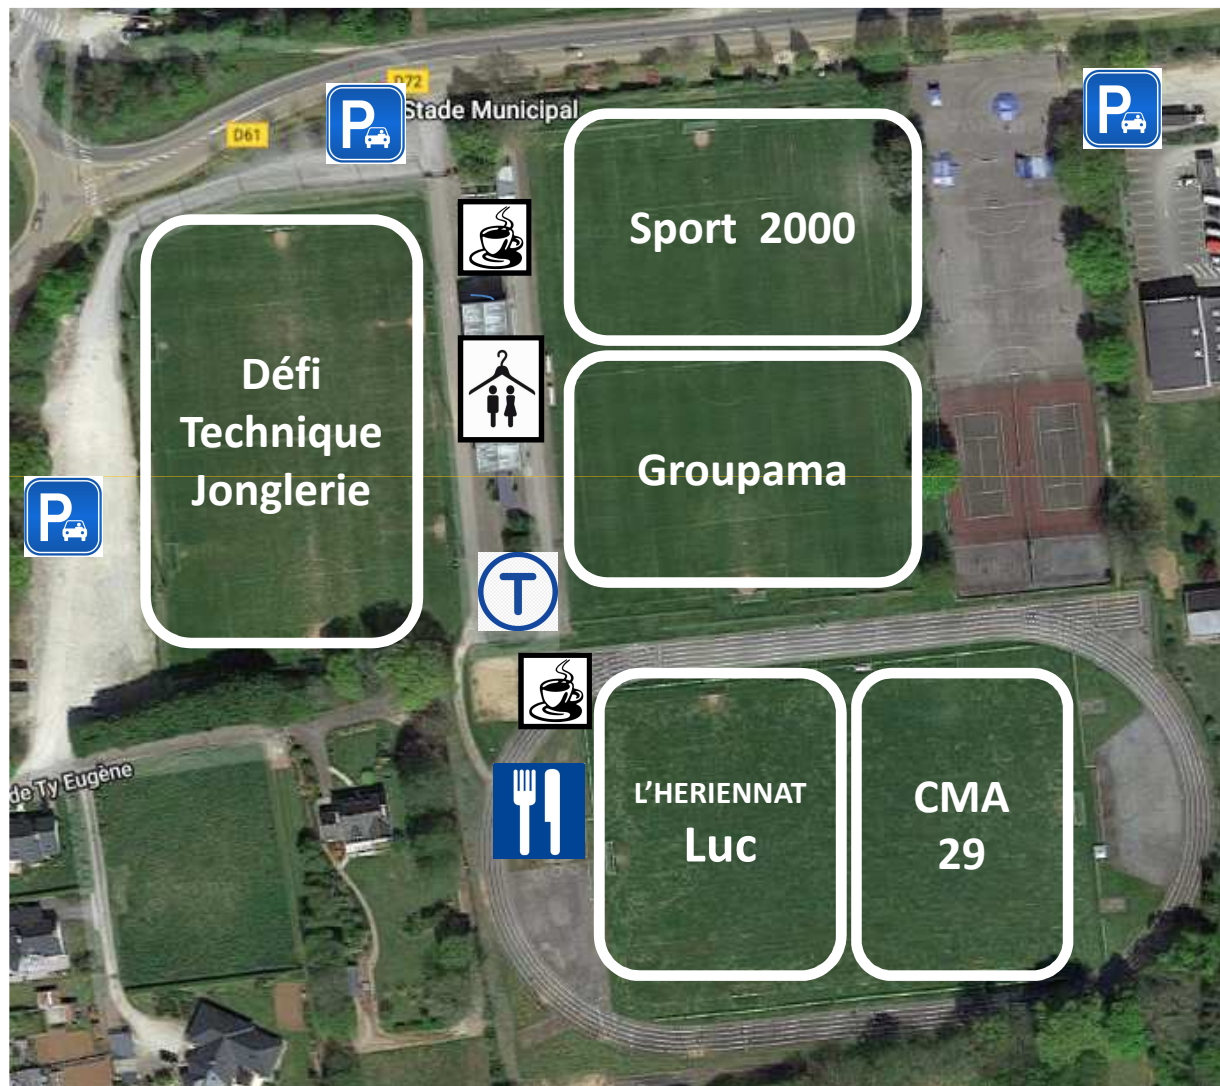 D72
P
Stade Municipal
P
D61
Sport 2000
Défi
Technique
Jonglerie
Groupama
P
T
de Ty Eugène
L'HERIENNAT
Luc
CMA
29